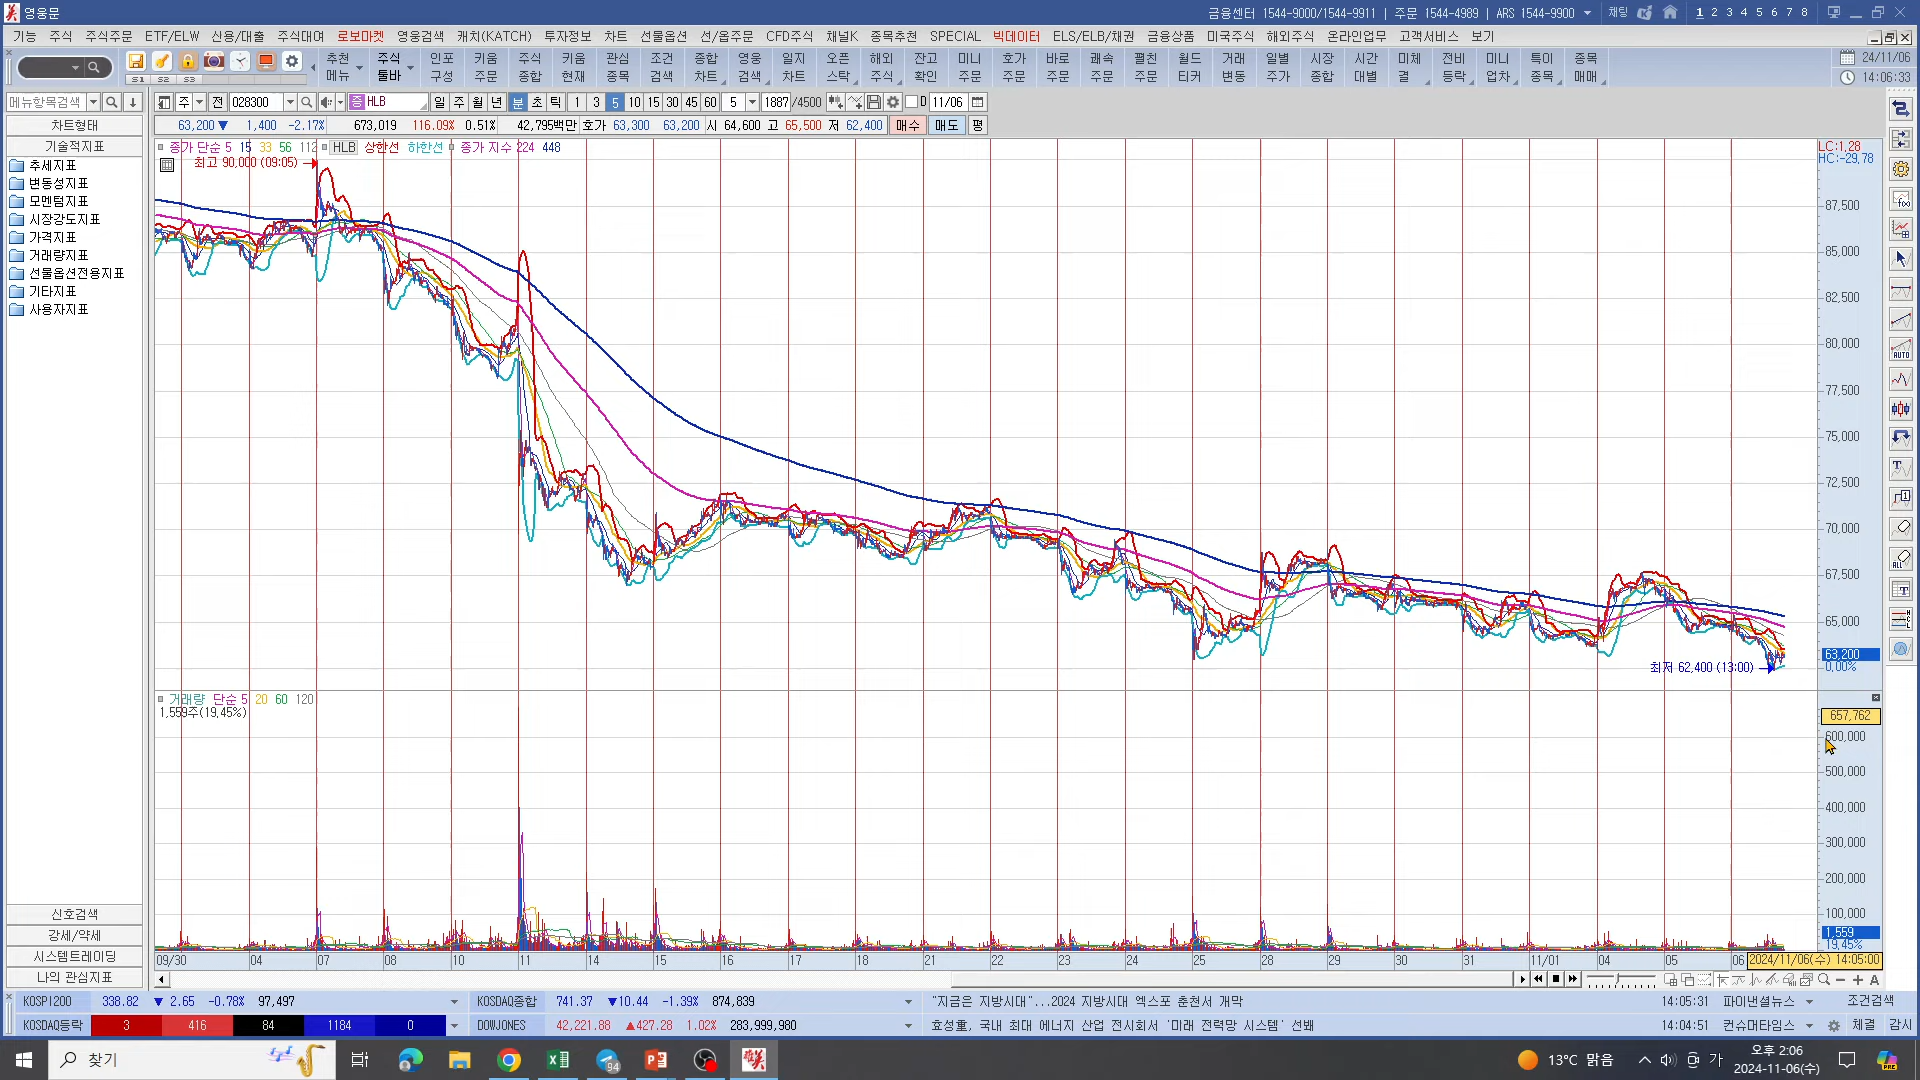 영웅문
금융센터 1544-9000/1544-9911 | 주문 1544-4989 | ARS 1544-9900 채팅 1 2 3 4 5 6 7 8
기능 주식 주식주문 ETF/ELW 신용/대출 주식대여 로보마켓 영웅검색 캐치(KATCH) 투자정보 차트 선물옵션 선/옵주문 CFD주식 채널K 종목추천 SPECIAL 빅데이터 ELS/ELB/채권 금융상품 미국주식 해외주식 온라인업무 고객서비스 보기
추천 주식 인포 키움 주식 키움 관심 조건 종합 영웅 일지 오픈 해외 잔고 미니 호가 바로 쾌속 펼친 월드 거래 일별 시장 시간 미체 전비 미니 특이 종목 24/11/06
메뉴 툴바 구성 주문 종합 현재 종목 검색 차트 검색 차트 스탁 주식 확인 주문 주문 주문 주문 주문 티커 변동 주가 종합 대별 결 등락 업차 종목 매매 14:06:33
S1 S2 S3
메뉴항목검색 주 전 028300 증 HLB 일 주 월 년 분 초 틱 1 3 5 10 15 30 45 60 5 1887 /4500 D 11/06
차트형태 63,200 ▼ 1,400 -2.17% 673,019 116.09% 0.51% 42,795백만 호가 63,300 63,200 시 64,600 고 65,500 저 62,400 매수 매도 평
기술적지표
추세지표
변동성지표
모멘텀지표
시장강도지표
가격지표
거래량지표
선물옵션전용지표
기타지표
사용자지표
종가 단순 5 15 33 56 112 HLB 상한선 하한선 종가 지수 224 448
최고 90,000 (09:05)
LC:1,28
HC:-29,78
87,500
85,000
82,500
80,000
77,500
75,000
72,500
70,000
67,500
65,000
63,200
0,00%
최저 62,400 (13:00)
거래량 단순 5 20 60 120
1,559주(19,45%)
657,762
600,000
500,000
400,000
300,000
200,000
100,000
1,559
19,45%
신호검색
강세/약세
시스템트레이딩
나의 관심지표
09/30 04 07 08 10 11 14 15 16 17 18 21 22 23 24 25 28 29 30 31 11/01 04 05 06 2024/11/06(수) 14:05:00
KOSPI200 338.82 ▼ 2.65 -0.78% 97,497 KOSDAQ종합 741.37 ▼10.44 -1.39% 874,839 "지금은 지방시대"...2024 지방시대 엑스포 춘천서 개막 14:05:31 파이낸셜뉴스 조건검색
KOSDAQ등락 3 416 84 1184 0 DOWJONES 42,221.88 ▲427.28 1.02% 283,999,980 효성重, 국내 최대 에너지 산업 전시회서 '미래 전력망 시스템' 선봬 14:04:51 컨슈머타임스 체결 감시
찾기 94 13°C 맑음 가 오후 2:06
2024-11-06(수)